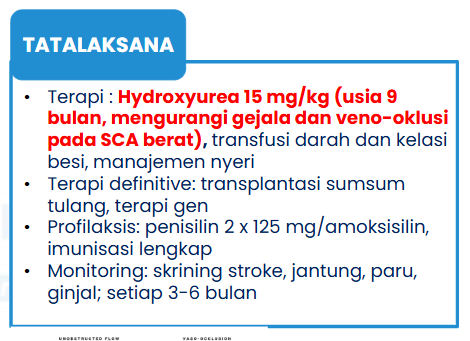 TATALAKSANA
• Terapi : Hydroxyurea 15 mg/kg (usia 9
bulan, mengurangi gejala dan veno-oklusi
pada SCA berat), transfusi darah dan kelasi
besi, manajemen nyeri
• Terapi definitive: transplantasi sumsum
tulang, terapi gen
• Profilaksis: penisilin 2 x 125 mg/amoksisilin,
imunisasi lengkap
• Monitoring: skrining stroke, jantung, paru,
ginjal; setiap 3-6 bulan
UNOBSTRUCTED FLOW VASO-OCCLUSION